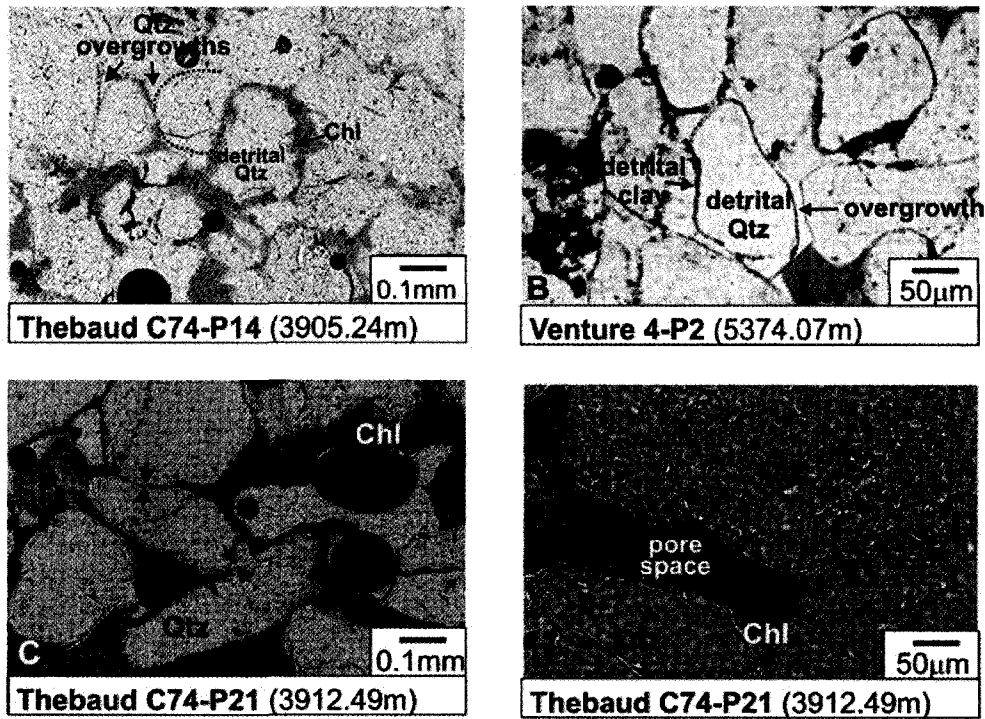 Qtz
overgrowths
Chl
detrital
Qtz
0.1mm
Thebaud C74-P14 (3905.24m)
detrital
clay
detrital
Qtz
overgrowth
B
50µm
Venture 4-P2 (5374.07m)
Chl
Qtz
C
0.1mm
Thebaud C74-P21 (3912.49m)
pore
space
Chl
50µm
Thebaud C74-P21 (3912.49m)